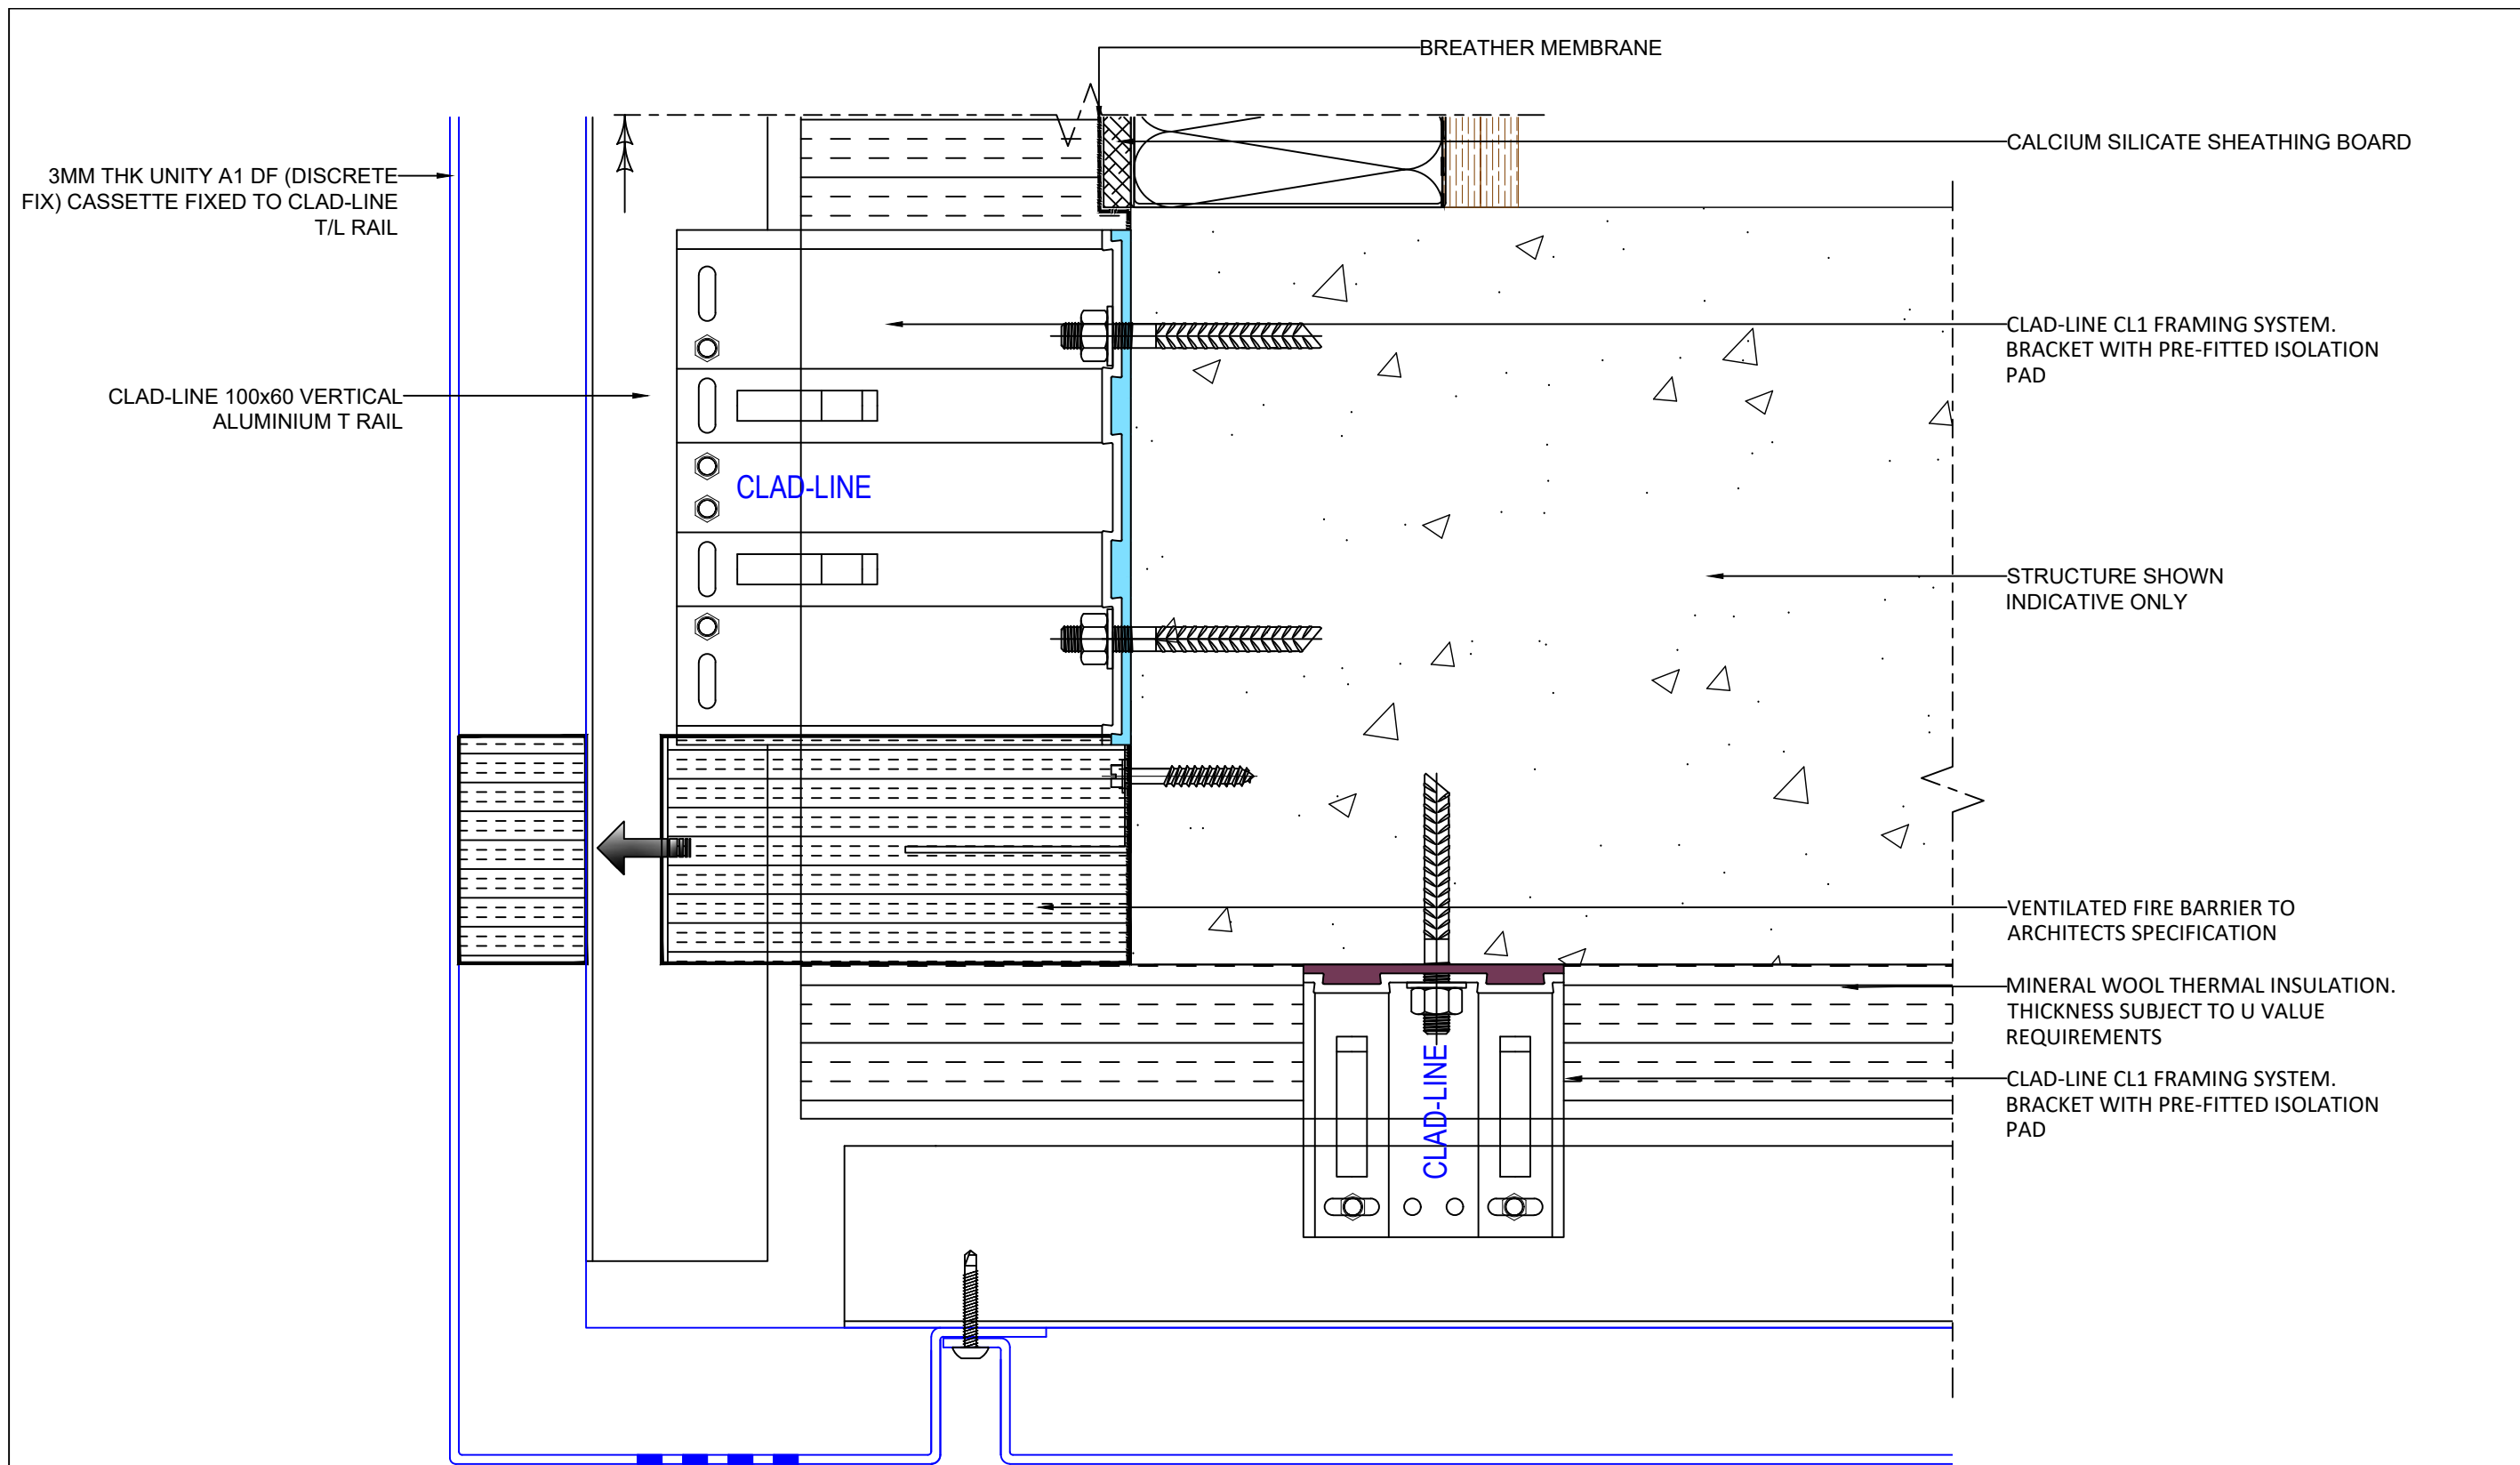 BREATHER MEMBRANE
CALCIUM SILICATE SHEATHING BOARD
3MM THK UNITY A1 DF (DISCRETE
FIX) CASSETTE FIXED TO CLAD-LINE
T/L RAIL
CLAD-LINE CL1 FRAMING SYSTEM.
BRACKET WITH PRE-FITTED ISOLATION
PAD
CLAD-LINE 100x60 VERTICAL
ALUMINIUM T RAIL
CLAD-LINE
STRUCTURE SHOWN
INDICATIVE ONLY
VENTILATED FIRE BARRIER TO
ARCHITECTS SPECIFICATION
MINERAL WOOL THERMAL INSULATION.
THICKNESS SUBJECT TO U VALUE
REQUIREMENTS
CLAD-LINE CL1 FRAMING SYSTEM.
BRACKET WITH PRE-FITTED ISOLATION
PAD
CLAD-LINE